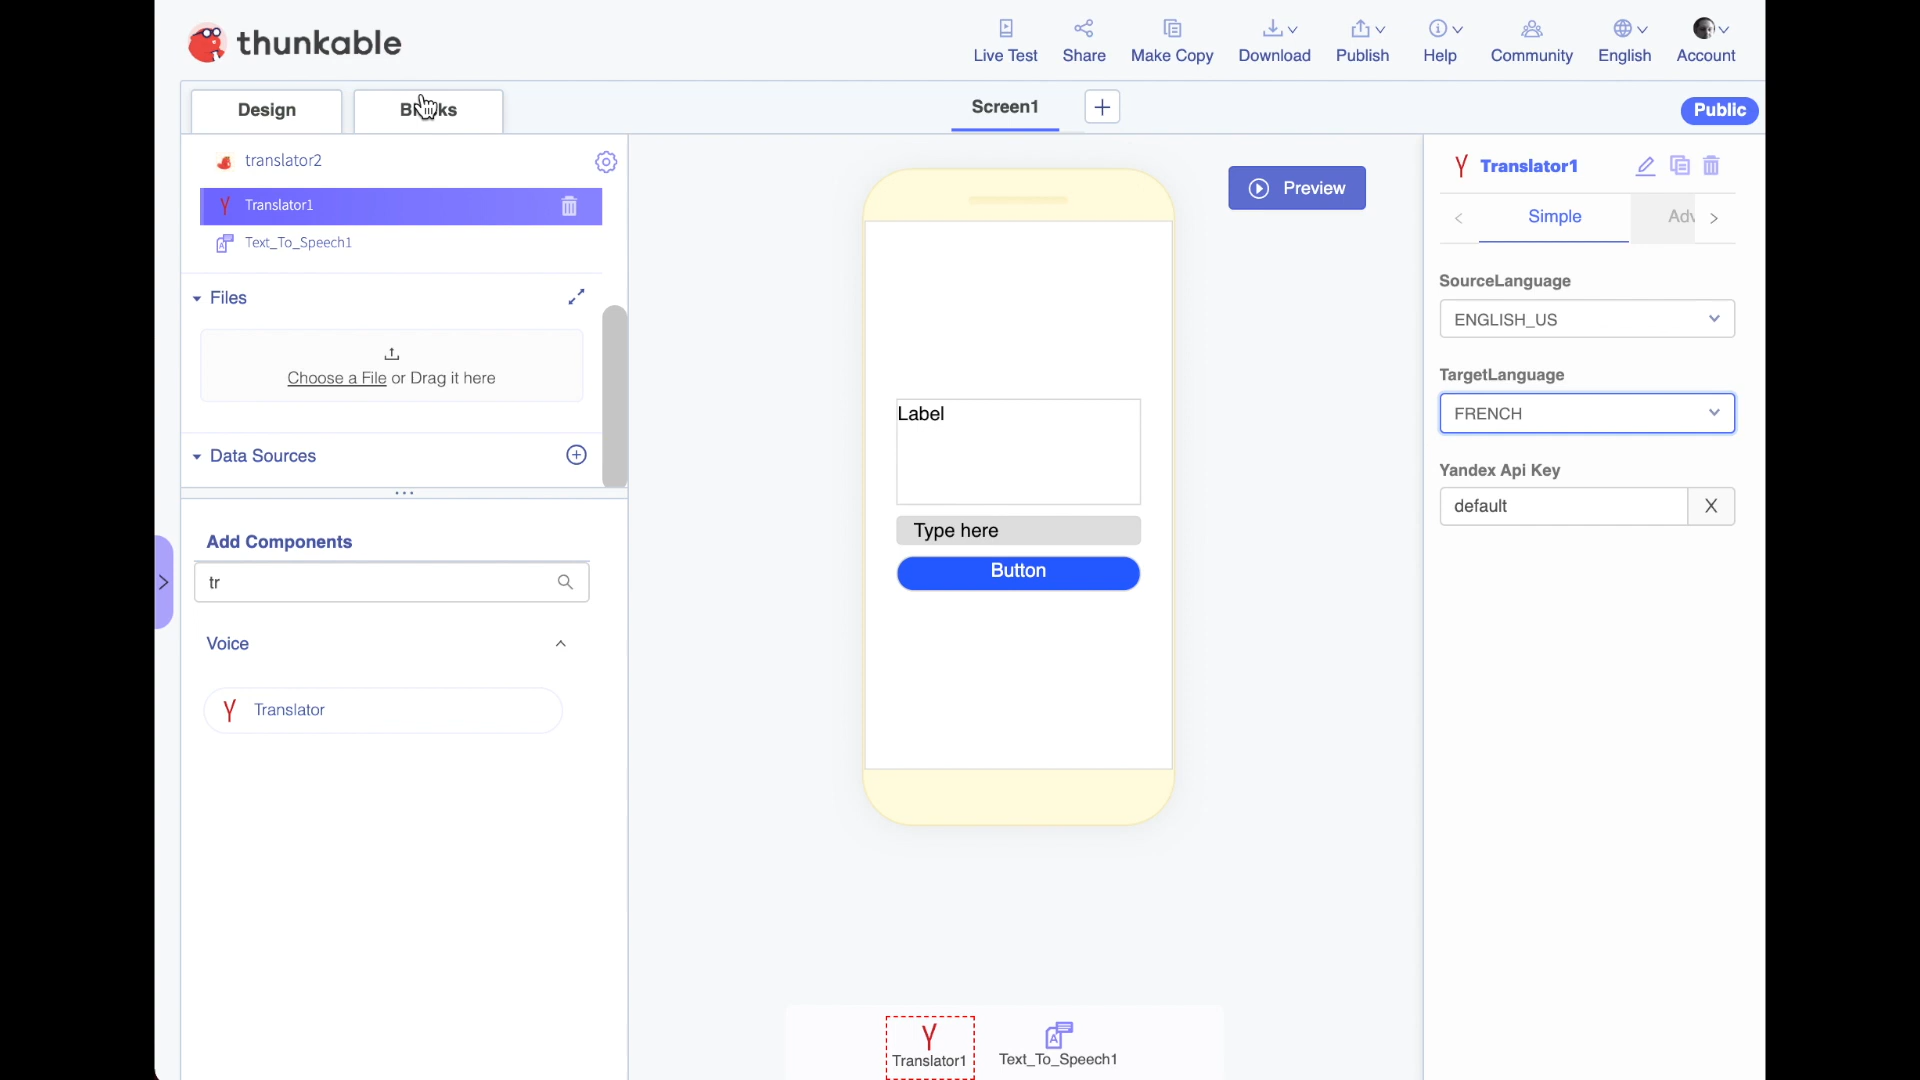 thunkable
Live Test
Share
Make Copy
Download
Publish
Help
Community
English
Account
Design
Screen1
Public
translator2
Translator1
Text_To_Speech1
Files
Choose a File or Drag it here
Data Sources
Add Components
tr
Voice
Translator
Preview
Label
Type here
Button
Translator1
Text_To_Speech1
Translator1
Simple
Adv
SourceLanguage
ENGLISH_US
TargetLanguage
FRENCH
Yandex Api Key
default
X